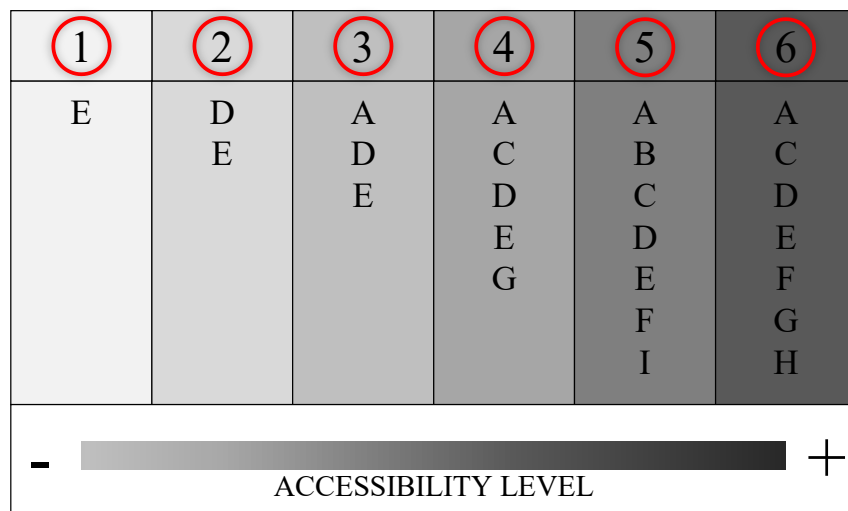 1 2 3 4 5 6
E D A A A A
E D C B C
E D C D
E D E
G E F
F G
I H
- +
ACCESSIBILITY LEVEL